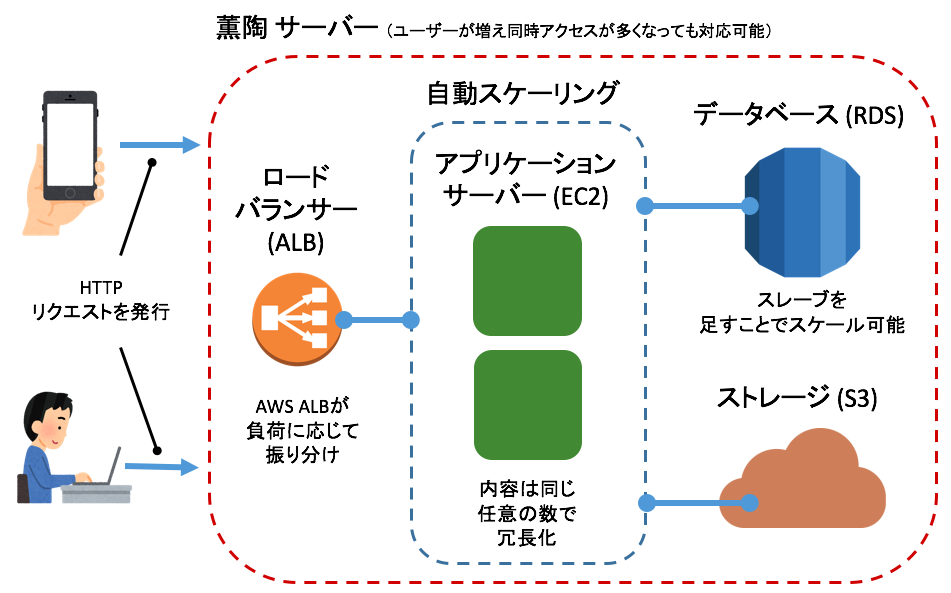 薫陶 サーバー（ユーザーが増え同時アクセスが多くなっても対応可能）
自動スケーリング
データベース (RDS)
アプリケーション
サーバー (EC2)
ロード
バランサー
(ALB)
HTTP
リクエストを発行
スレーブを
足すことでスケール可能
ストレージ (S3)
AWS ALBが
負荷に応じて
振り分け
内容は同じ
任意の数で
冗長化